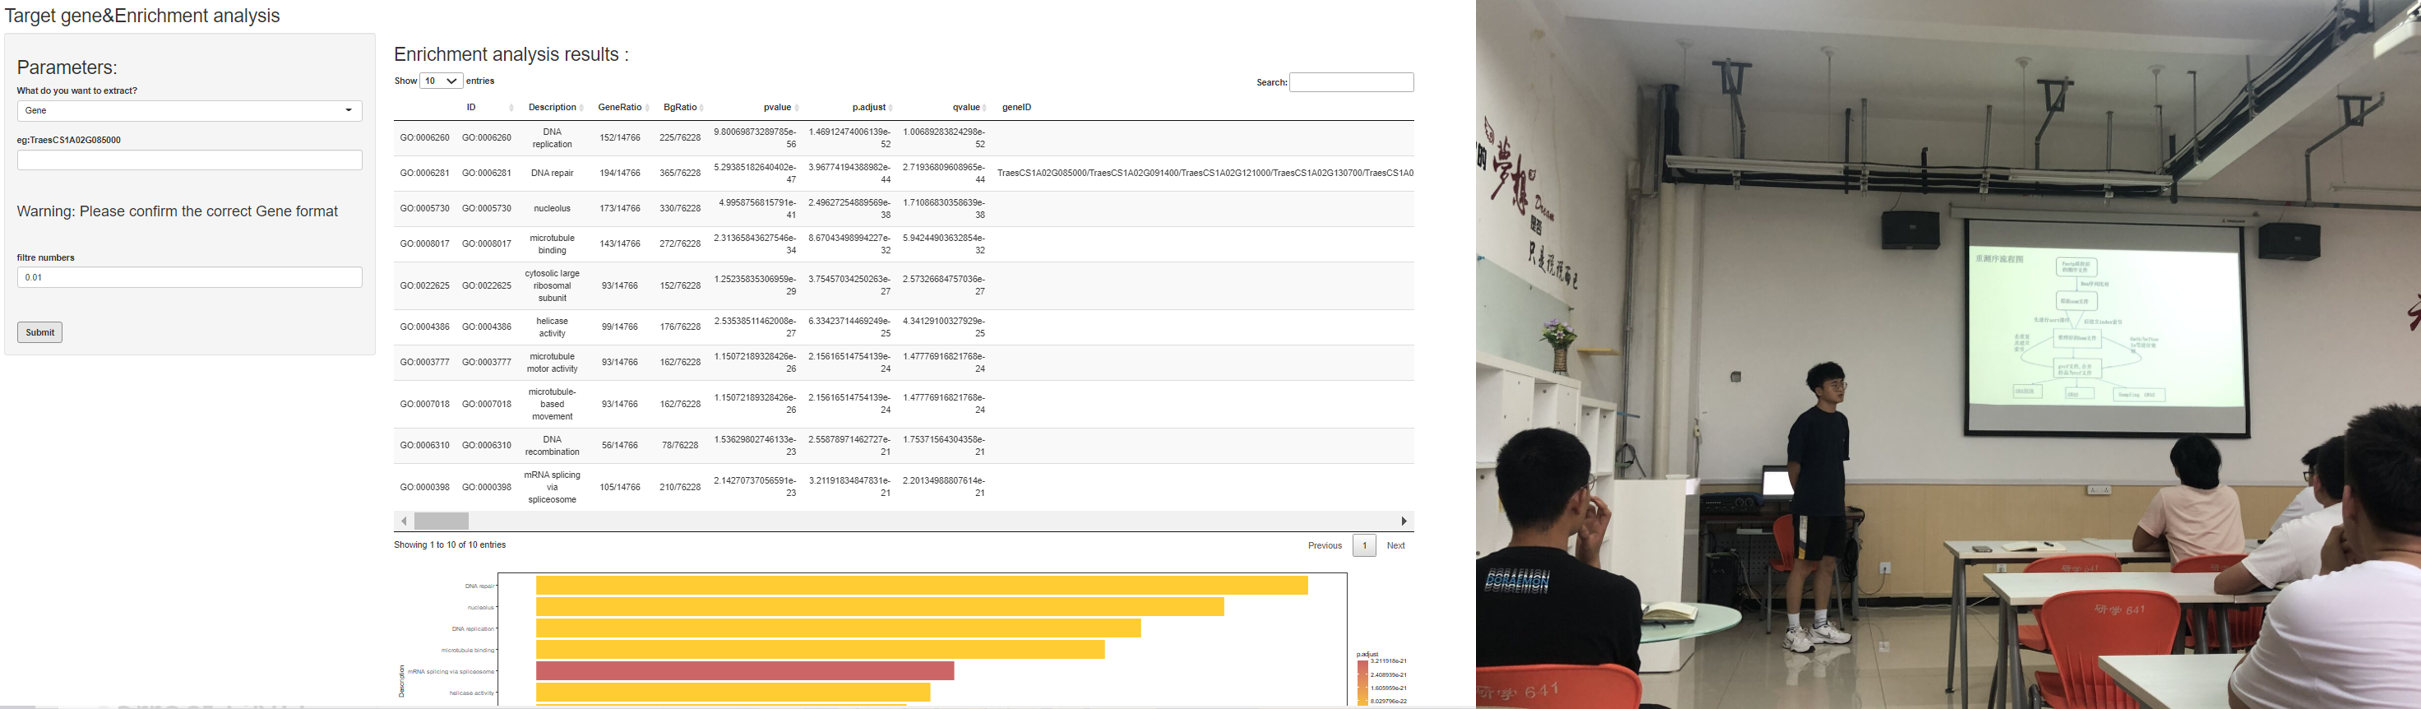 Target gene&Enrichment analysis
Parameters:
What do you want to extract?
Gene
eg:TraesCS1A02G085000
Warning: Please confirm the correct Gene format
filtre numbers
0.01
Submit
Enrichment analysis results :
Show 10 entries
Search:
ID Description GeneRatio BgRatio pvalue p.adjust qvalue geneID
GO:0006260 GO:0006260 DNA replication 152/14766 225/76228 9.80069873289785e-56 1.46912474006139e-52 1.00689283824298e-52
GO:0006281 GO:0006281 DNA repair 194/14766 365/76228 5.29385182640402e-47 3.96774194388982e-44 2.71936809608965e-44 TraesCS1A02G085000/TraesCS1A02G091400/TraesCS1A02G121000/TraesCS1A02G130700/TraesCS1A0
GO:0005730 GO:0005730 nucleolus 173/14766 330/76228 4.9958756815791e-41 2.49627254889569e-38 1.71086830358639e-38
GO:0008017 GO:0008017 microtubule binding 143/14766 272/76228 2.31365843627546e-34 8.67043498994227e-32 5.94244903632854e-32
GO:0022625 GO:0022625 cytosolic large ribosomal subunit 93/14766 152/76228 1.25235835306959e-29 3.75457034250263e-27 2.57326684757036e-27
GO:0004386 GO:0004386 helicase activity 99/14766 176/76228 2.53538511462008e-27 6.33423714469249e-25 4.34129100327929e-25
GO:0003777 GO:0003777 microtubule motor activity 93/14766 162/76228 1.15072189328426e-26 2.15616514754139e-24 1.47776916821768e-24
GO:0007018 GO:0007018 microtubule-based movement 93/14766 162/76228 1.15072189328426e-26 2.15616514754139e-24 1.47776916821768e-24
GO:0006310 GO:0006310 DNA recombination 56/14766 78/76228 1.53629802746133e-23 2.55878971462727e-21 1.75371564304358e-21
GO:0000398 GO:0000398 mRNA splicing via spliceosome 105/14766 210/76228 2.14270737056591e-23 3.21191834847831e-21 2.20134988807614e-21
Showing 1 to 10 of 10 entries
Previous 1 Next
DNA repair
nucleolus
DNA replication
microtubule binding
mRNA splicing via spliceosome
helicase activity
Description
p.adjust
3.211918e-21
2.408939e-21
1.605959e-21
8.029796e-22
夢想
Dream
只是说说而已
重测序流程图
DORAEMON
研学 641
研学 641